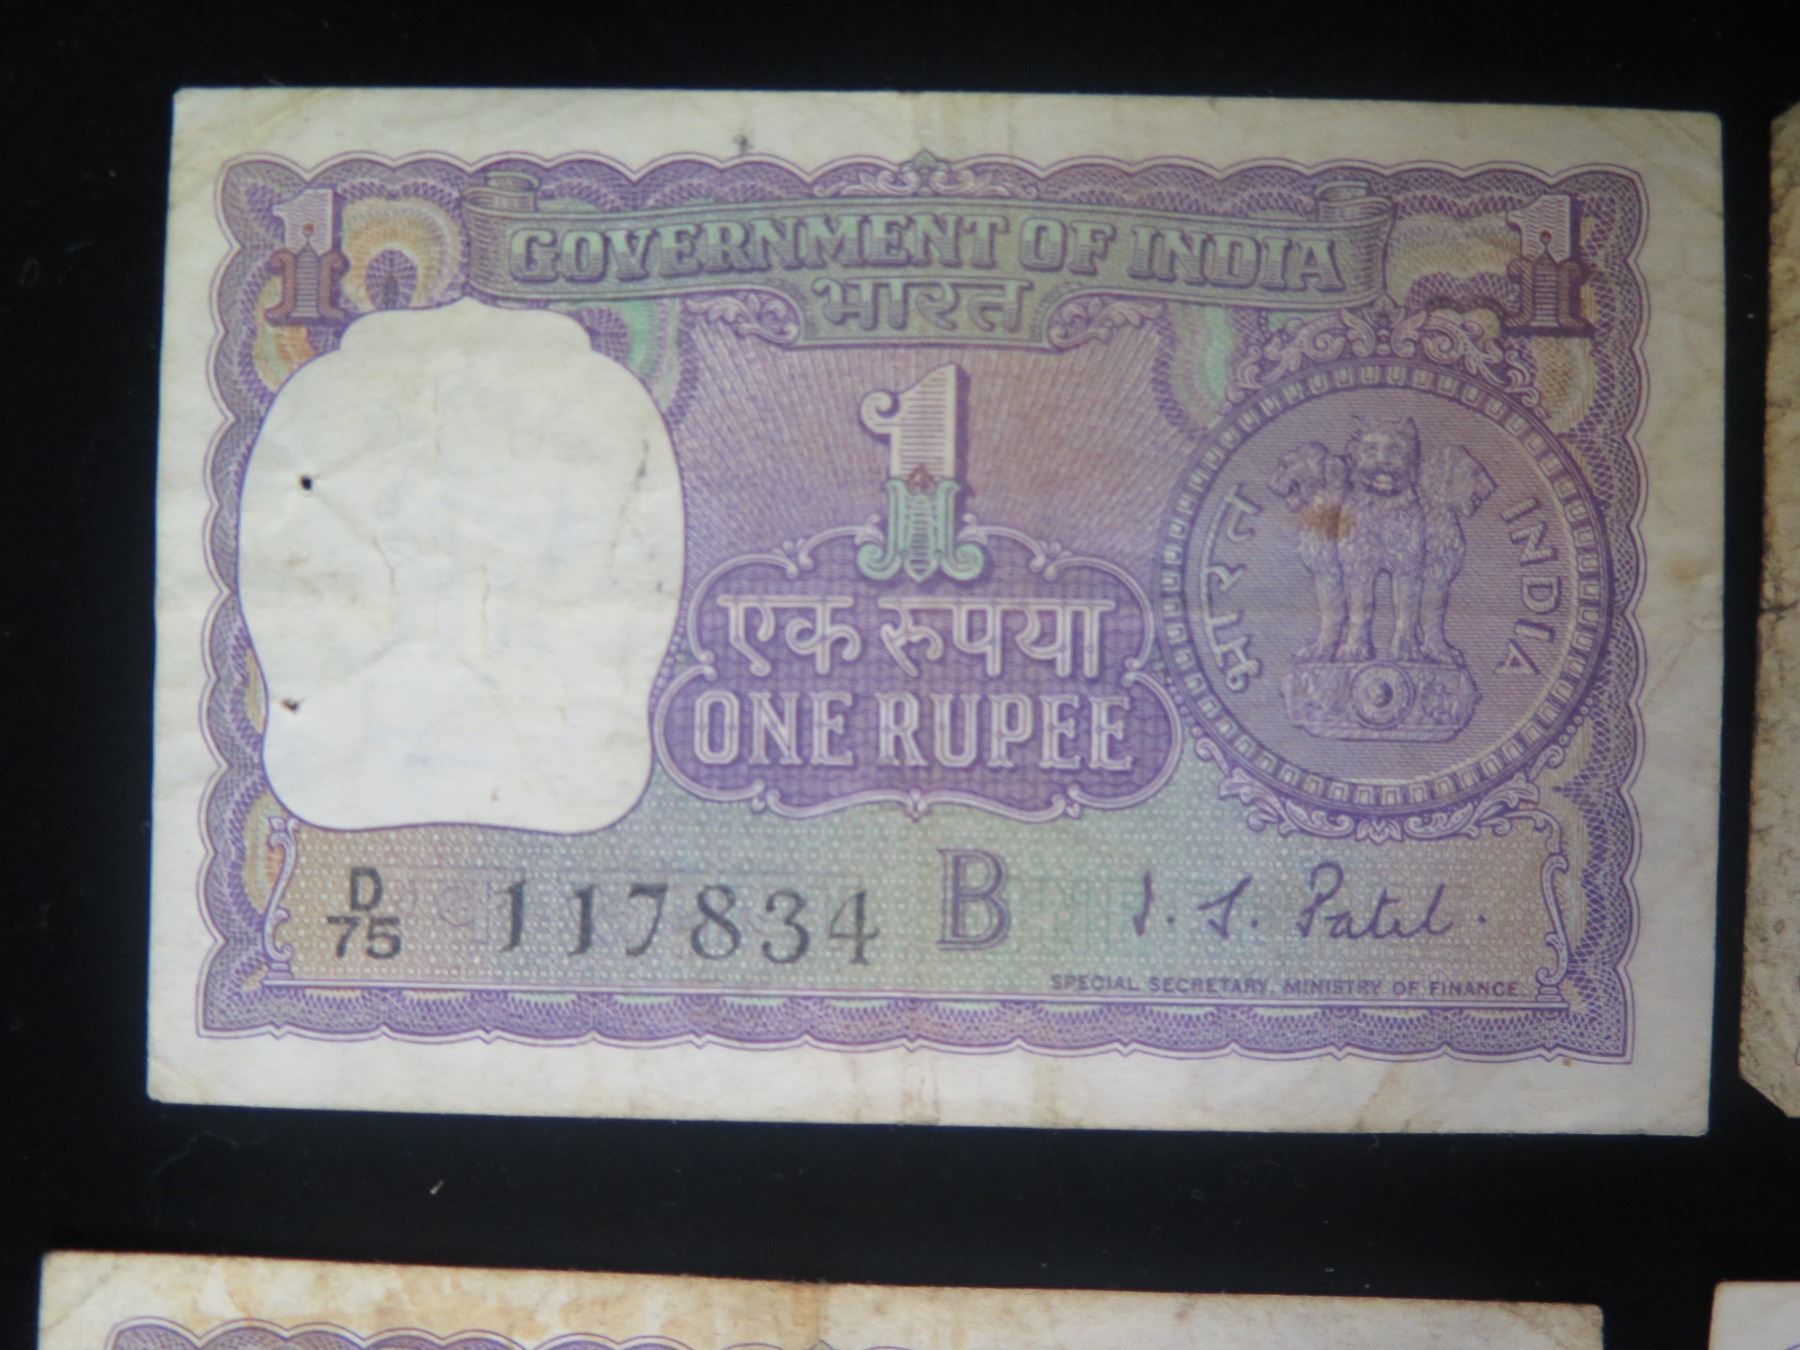 1 GOVERNMENT OF INDIA 1
भारत
1
एक रुपया
ONE RUPEE
भारत INDIA
D/75 117834 B I. G. Patel.
SPECIAL SECRETARY, MINISTRY OF FINANCE.